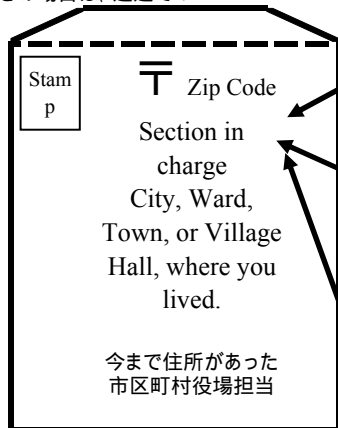 Stam
p
〒 Zip Code
Section in
charge
City, Ward,
Town, or Village
Hall, where you
lived.
今まで住所があった
市区町村役場担当